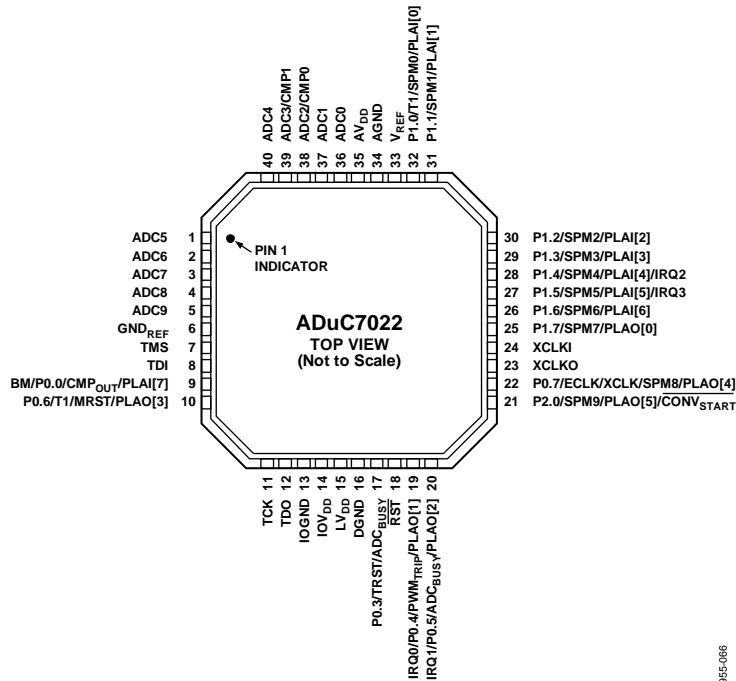 40 ADC4
39 ADC3/CMP1
38 ADC2/CMP0
37 ADC1
36 ADC0
35 AVDD
34 AGND
33 VREF
32 P1.0/T1/SPM0/PLAI[0]
31 P1.1/SPM1/PLAI[1]
ADC5 1
ADC6 2
ADC7 3
ADC8 4
ADC9 5
GNDREF 6
TMS 7
TDI 8
BM/P0.0/CMPOUT/PLAI[7] 9
P0.6/T1/MRST/PLAO[3] 10
PIN 1
INDICATOR
ADuC7022
TOP VIEW
(Not to Scale)
30 P1.2/SPM2/PLAI[2]
29 P1.3/SPM3/PLAI[3]
28 P1.4/SPM4/PLAI[4]/IRQ2
27 P1.5/SPM5/PLAI[5]/IRQ3
26 P1.6/SPM6/PLAI[6]
25 P1.7/SPM7/PLAO[0]
24 XCLKI
23 XCLKO
22 P0.7/ECLK/XCLK/SPM8/PLAO[4]
21 P2.0/SPM9/PLAO[5]/CONVSTART
TCK 11
TDO 12
IOGND 13
IOVDD 14
LVDD 15
DGND 16
P0.3/TRST/ADCBUSY 17
RST 18
IRQ0/P0.4/PWMTRIP/PLAO[1] 19
IRQ1/P0.5/ADCBUSY/PLAO[2] 20